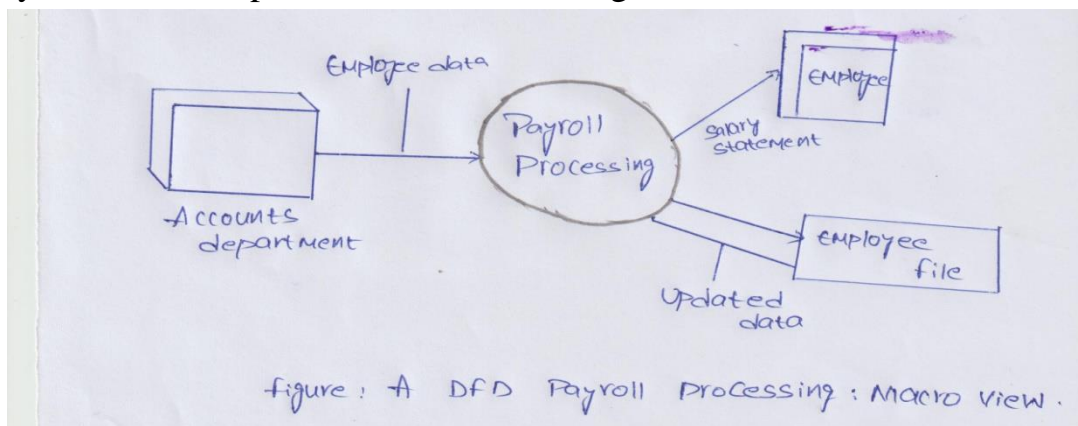 Employee data
Employee
Payroll
Processing
salary
statement
Accounts
department
Employee
file
Updated
data
figure: A DFD Payroll Processing: Macro view.